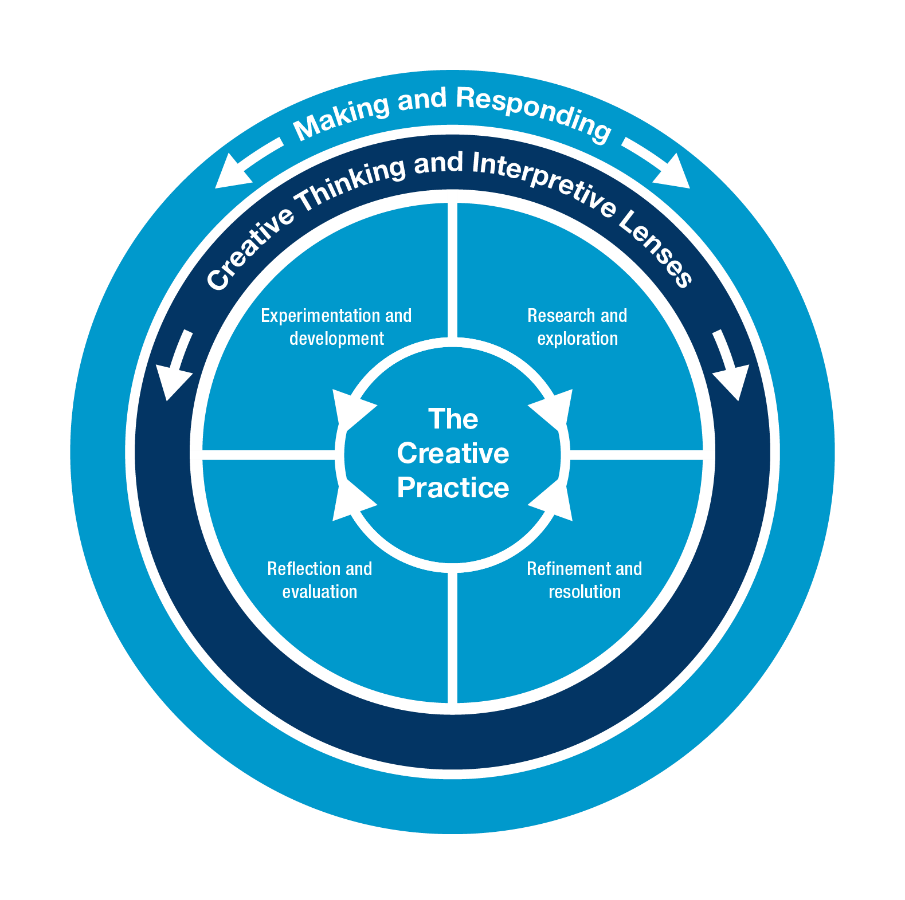 Making and Responding
Creative Thinking and Interpretive Lenses
Experimentation and
development
Research and
exploration
The
Creative
Practice
Reflection and
evaluation
Refinement and
resolution